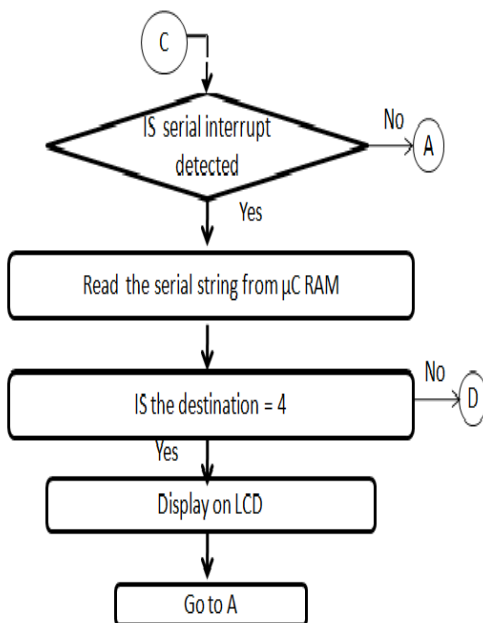 C
IS serial interrupt
detected
No
A
Yes
Read the serial string from µC RAM
IS the destination = 4
No
D
Yes
Display on LCD
Go to A